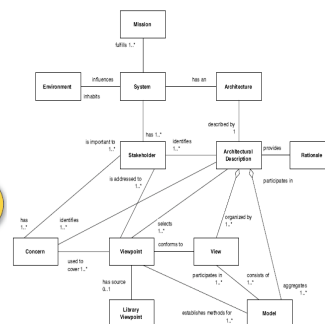 Mission
fulfills 1..*
influences
has an
Environment
System
Architecture
inhabits
described by
1
has 1..*
is important to
1..*
identifies
1..*
Stakeholder
Architectural
Description
provides
Rationale
is addressed to
1..*
participates in
has
1..*
identifies
1..*
selects
1..*
organized by
1..*
conforms to
Concern
Viewpoint
View
used to
cover 1..*
has source
0..1
participates in
1..*
consists of
1..*
aggregates
1..*
Library
Viewpoint
establishes methods for
1..*
Model